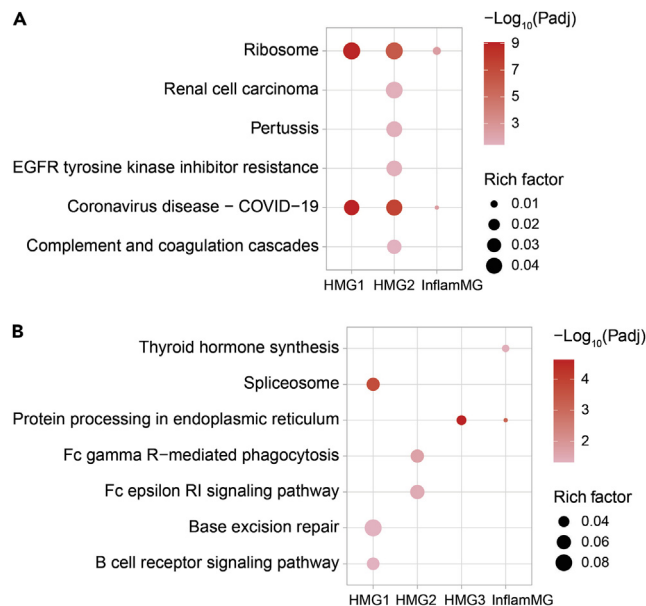 A
−Log10(Padj)
Ribosome
9
Renal cell carcinoma
7
5
Pertussis
3
EGFR tyrosine kinase inhibitor resistance
Rich factor
Coronavirus disease − COVID−19
0.01
0.02
Complement and coagulation cascades
0.03
0.04
HMG1 HMG2 InflamMG
B
−Log10(Padj)
Thyroid hormone synthesis
Spliceosome
4
Protein processing in endoplasmic reticulum
2
Fc gamma R−mediated phagocytosis
Fc epsilon RI signaling pathway
Rich factor
Base excision repair
0.04
0.06
B cell receptor signaling pathway
0.08
HMG1 HMG2 HMG3 InflamMG